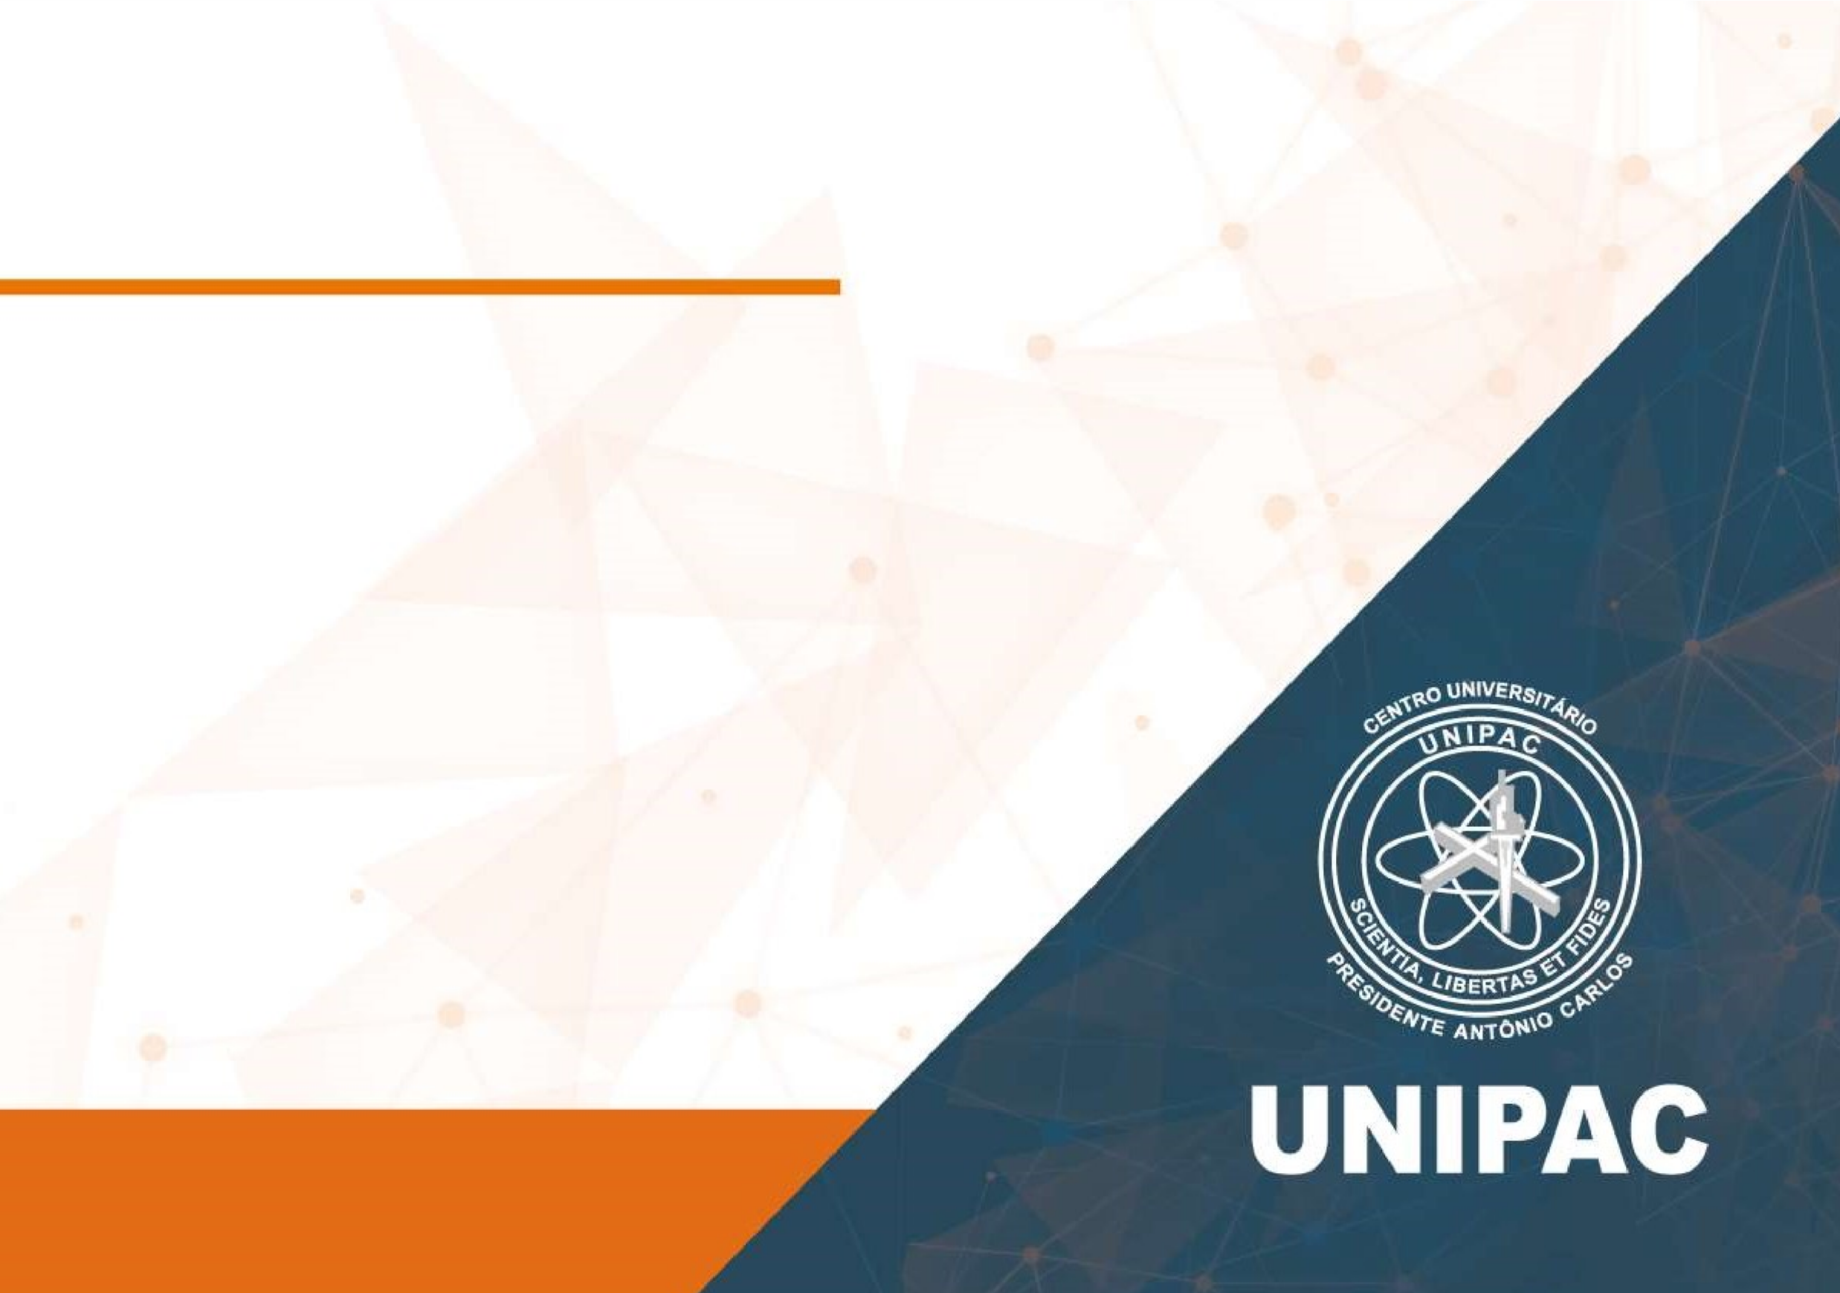 CENTRO UNIVERSITÁRIO
UNIPAC
SCIENTIA, LIBERTAS ET FIDES
PRESIDENTE ANTÔNIO CARLOS
UNIPAC